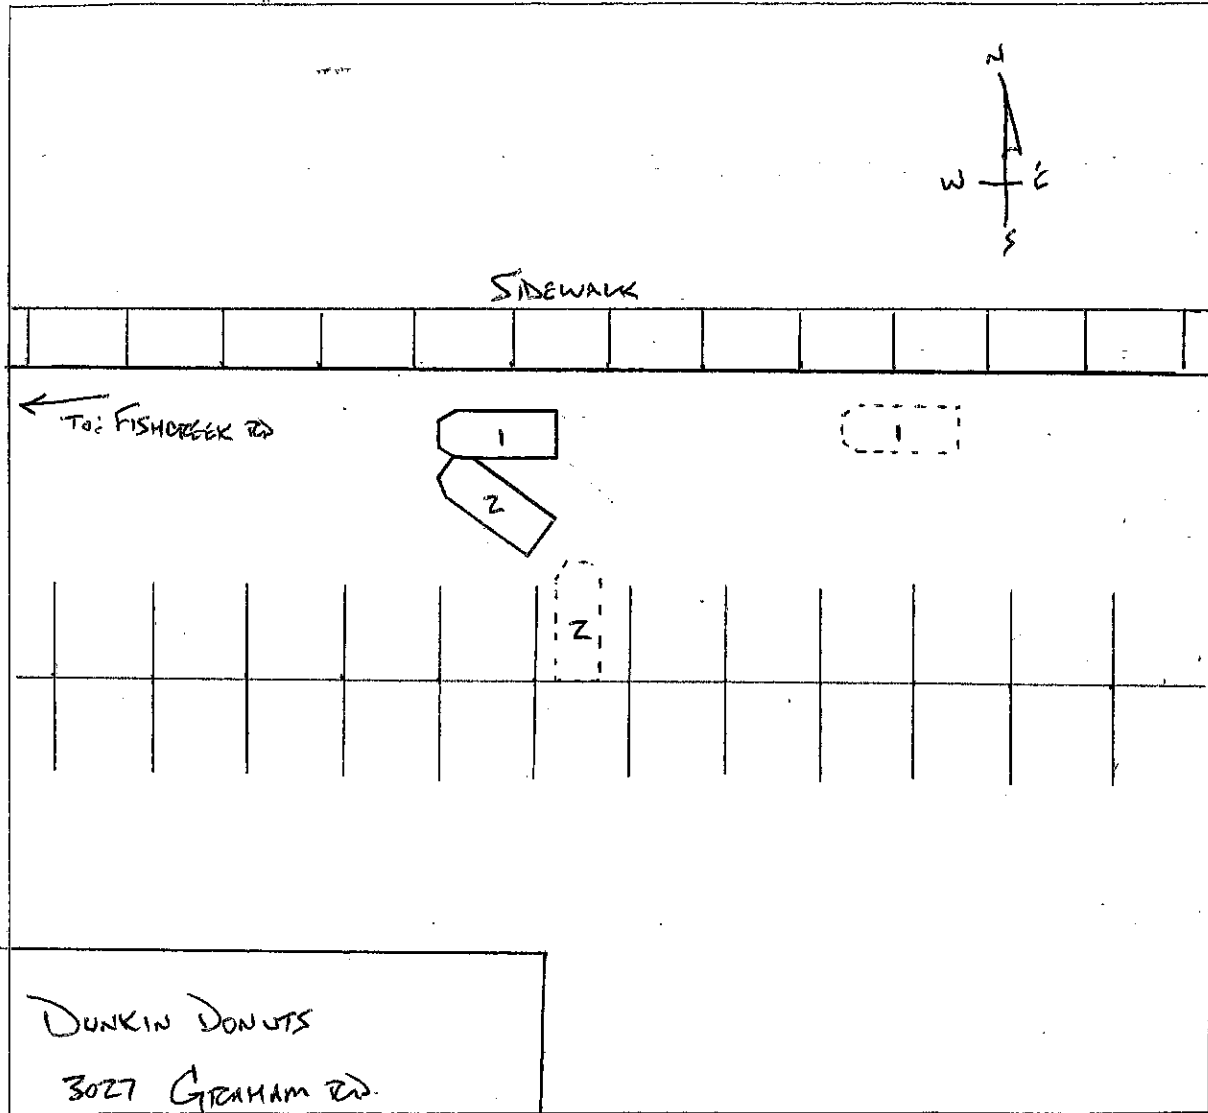 N
W E
S
SIDEWALK
TO: FISHCREEK RD
1 1
2
2
DUNKIN DONUTS
3027 GRAHAM RD.